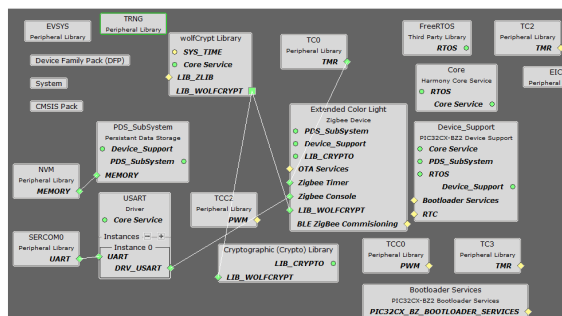 EVSYS
Peripheral Library
TRNG
Peripheral Library
Device Family Pack (DFP)
System
CMSIS Pack
wolfCrypt Library
SYS_TIME
Core Service
LIB_ZLIB
LIB_WOLFCRYPT
TC0
Peripheral Library
TMR
FreeRTOS
Third Party Library
RTOS
TC2
Peripheral Library
TMR
Core
Harmony Core Service
RTOS
Core Service
EIC
Peripheral L
PDS_SubSystem
Persistant Data Storage
Device_Support
PDS_SubSystem
MEMORY
NVM
Peripheral Library
MEMORY
Extended Color Light
Zigbee Device
PDS_SubSystem
Device_Support
LIB_CRYPTO
OTA Services
Zigbee Timer
Zigbee Console
LIB_WOLFCRYPT
BLE ZigBee Commisioning
Device_Support
PIC32CX-BZ2 Device Support
Core Service
PDS_SubSystem
RTOS
Device_Support
Bootloader Services
RTC
USART
Driver
Core Service
Instances − +
Instance 0
UART
DRV_USART
TCC2
Peripheral Library
PWM
SERCOM0
Peripheral Library
UART
Cryptographic (Crypto) Library
LIB_CRYPTO
LIB_WOLFCRYPT
TCC0
Peripheral Library
PWM
TC3
Peripheral Library
TMR
Bootloader Services
PIC32CX-BZ2 Bootloader Services
PIC32CX_BZ_BOOTLOADER_SERVICES